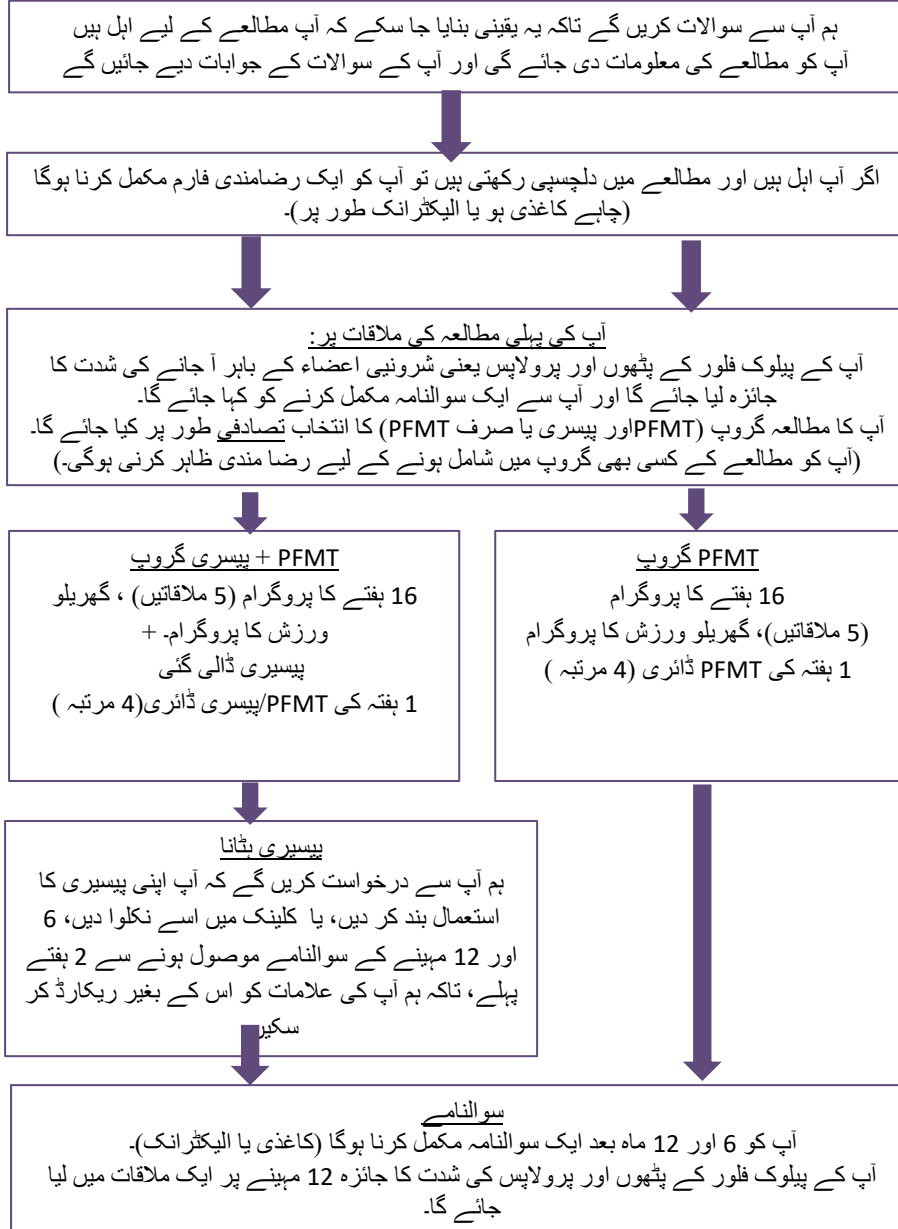 ہم آپ سے سوالات کریں گے تاکہ یہ یقینی بنایا جا سکے کہ آپ مطالعے کے لیے اہل ہیں
آپ کو مطالعے کی معلومات دی جائے گی اور آپ کے سوالات کے جوابات دیے جائیں گے
اگر آپ اہل ہیں اور مطالعے میں دلچسپی رکھتی ہیں تو آپ کو ایک رضامندی فارم مکمل کرنا ہوگا
(چاہے کاغذی ہو یا الیکٹرانک طور پر)۔
آپ کی پہلی مطالعہ کی ملاقات پر:
آپ کے پیلوک فلور کے پٹھوں اور پرولاپس یعنی شرونیی اعضاء کے باہر آ جانے کی شدت کا
جائزہ لیا جائے گا اور آپ سے ایک سوالنامہ مکمل کرنے کو کہا جائے گا۔
آپ کا مطالعہ گروپ (PFMTاور پیسری یا صرف PFMT) کا انتخاب تصادفی طور پر کیا جائے گا۔
(آپ کو مطالعے کے کسی بھی گروپ میں شامل ہونے کے لیے رضا مندی ظاہر کرنی ہوگی۔)
PFMT گروپ
16 ہفتے کا پروگرام
(5 ملاقاتیں)، گھریلو ورزش کا پروگرام
1 ہفتہ کی PFMT ڈائری (4 مرتبہ )
PFMT + پیسری گروپ
16 ہفتے کا پروگرام (5 ملاقاتیں) ، گھریلو
ورزش کا پروگرام۔ +
پیسیری ڈالی گئی
1 ہفتہ کی PFMT/پیسری ڈائری(4 مرتبہ )
پیسیری ہٹانا
ہم آپ سے درخواست کریں گے کہ آپ اپنی پیسیری کا
استعمال بند کر دیں، یا کلینک میں اسے نکلوا دیں، 6
اور 12 مہینے کے سوالنامے موصول ہونے سے 2 ہفتے
پہلے، تاکہ ہم آپ کی علامات کو اس کے بغیر ریکارڈ کر
سکیں
سوالنامے
آپ کو 6 اور 12 ماہ بعد ایک سوالنامہ مکمل کرنا ہوگا (کاغذی یا الیکٹرانک)۔
آپ کے پیلوک فلور کے پٹھوں اور پرولاپس کی شدت کا جائزہ 12 مہینے پر ایک ملاقات میں لیا
جائے گا۔